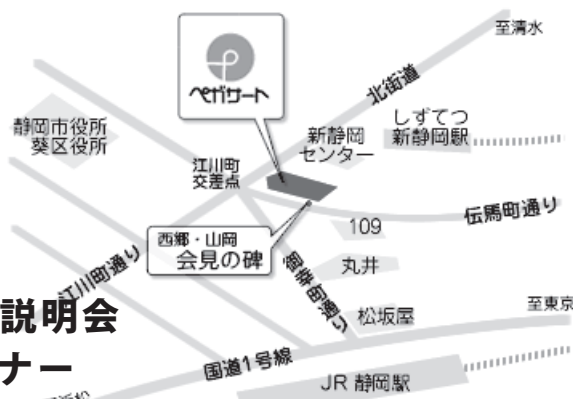 至清水
北街道
ペガサート
静岡市役所
葵区役所
江川町
交差点
新静岡
センター
しずてつ
新静岡駅
伝馬町通り
109
西郷・山岡
会見の碑
江川町通り
御幸町通り
丸井
松坂屋
至東京
説明会
ナー
国道1号線
JR 静岡駅